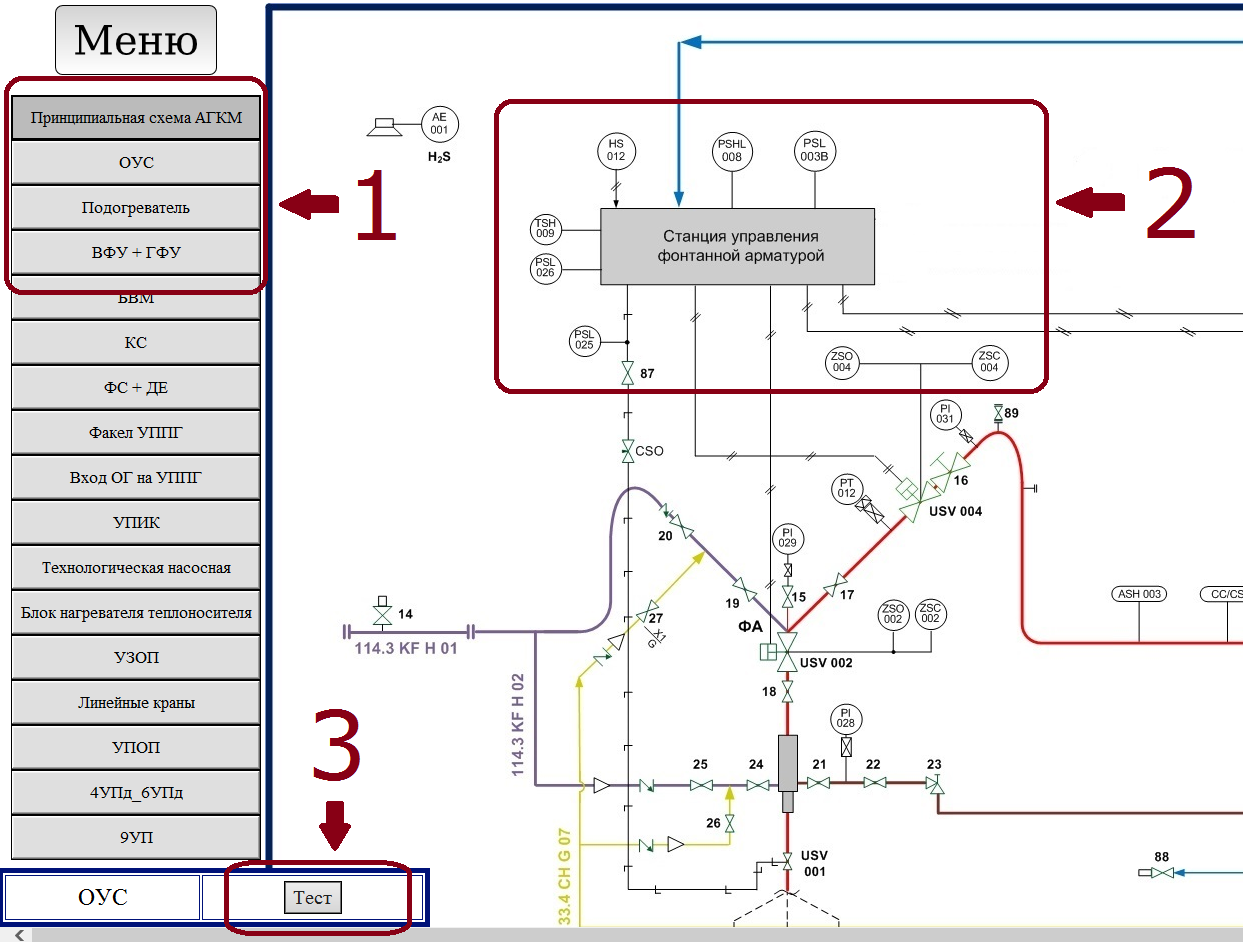 Меню
Принципиальная схема АГКМ
ОУС
Подогреватель
ВФУ + ГФУ
БВМ
КС
ФС + ДЕ
Факел УППГ
Вход ОГ на УППГ
УПИК
Технологическая насосная
Блок нагревателя теплоносителя
УЗОП
Линейные краны
УПОП
4УПд_6УПд
9УП
ОУС
Тест
1
2
3
AE
001
H₂S
HS
012
PSHL
008
PSL
003B
TSH
009
PSL
026
Станция управления
фонтанной арматурой
PSL
025
87
ZSO
004
ZSC
004
CSO
PI
031
89
16
USV 004
PT
012
20
PI
029
19
15
17
14
114.3 KF H 01
27
X1
G
ФА
ZSO
002
ZSC
002
USV 002
ASH 003
CC/CS
18
114.3 KF H 02
PI
028
25
24
21
22
23
26
33.4 CH G 07
USV
001
88